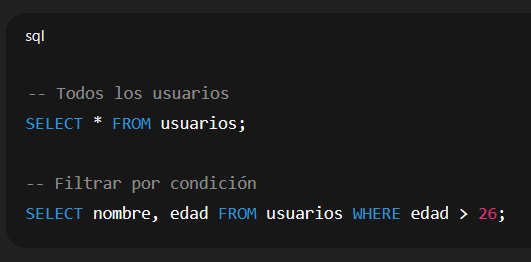 sql
-- Todos los usuarios
SELECT * FROM usuarios;
-- Filtrar por condición
SELECT nombre, edad FROM usuarios WHERE edad > 26;